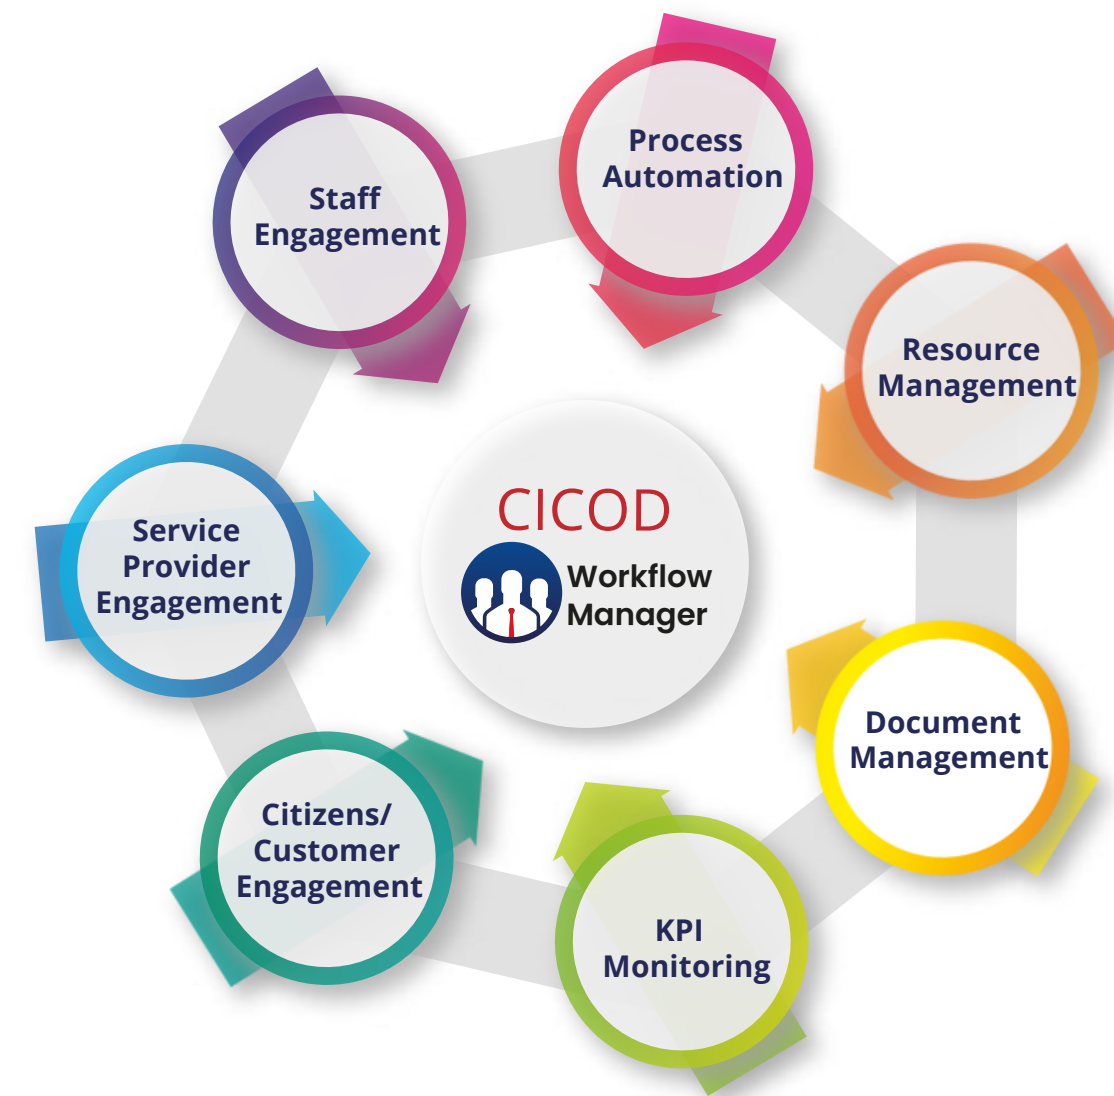 Process
Automation
Staff
Engagement
Resource
Management
CICOD
Workflow
Manager
Service
Provider
Engagement
Document
Management
Citizens/
Customer
Engagement
KPI
Monitoring